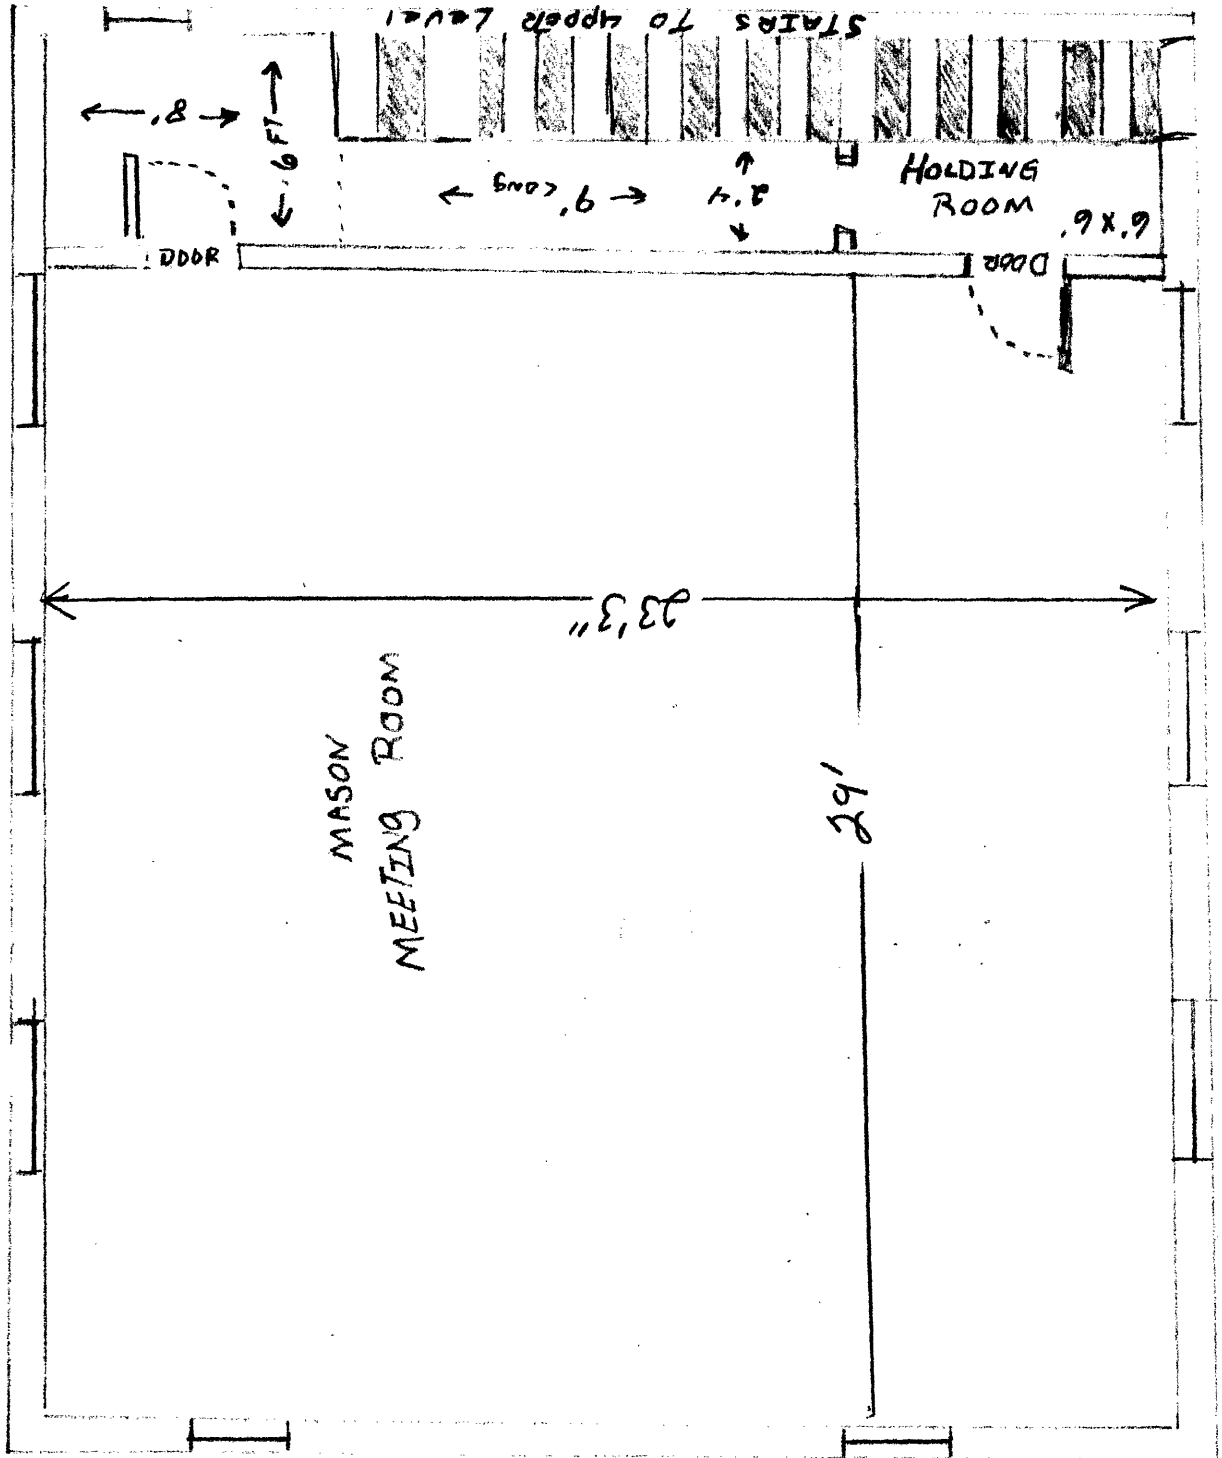 STAIRS TO UPPER LEVEL
8'
6 FT
9' LONG
2'4
HOLDING
ROOM
6'X6'
DOOR
DOOR
23'3"
MASON
MEETING ROOM
29'